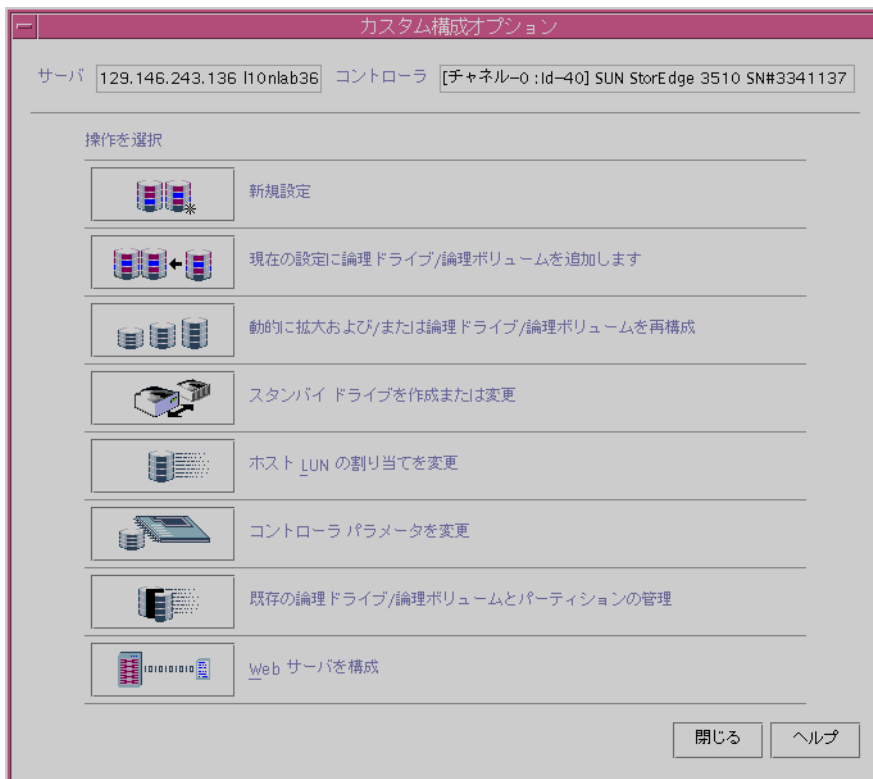 カスタム構成オプション
サーバ 129.146.243.136 l10nlab36 コントローラ [チャネル-0 :Id-40] SUN StorEdge 3510 SN#3341137
操作を選択
新規設定
現在の設定に論理ドライブ/論理ボリュームを追加します
動的に拡大および/または論理ドライブ/論理ボリュームを再構成
スタンバイ ドライブを作成または変更
ホスト LUN の割り当てを変更
コントローラ パラメータを変更
既存の論理ドライブ/論理ボリュームとパーティションの管理
101010101010
Web サーバを構成
閉じる ヘルプ